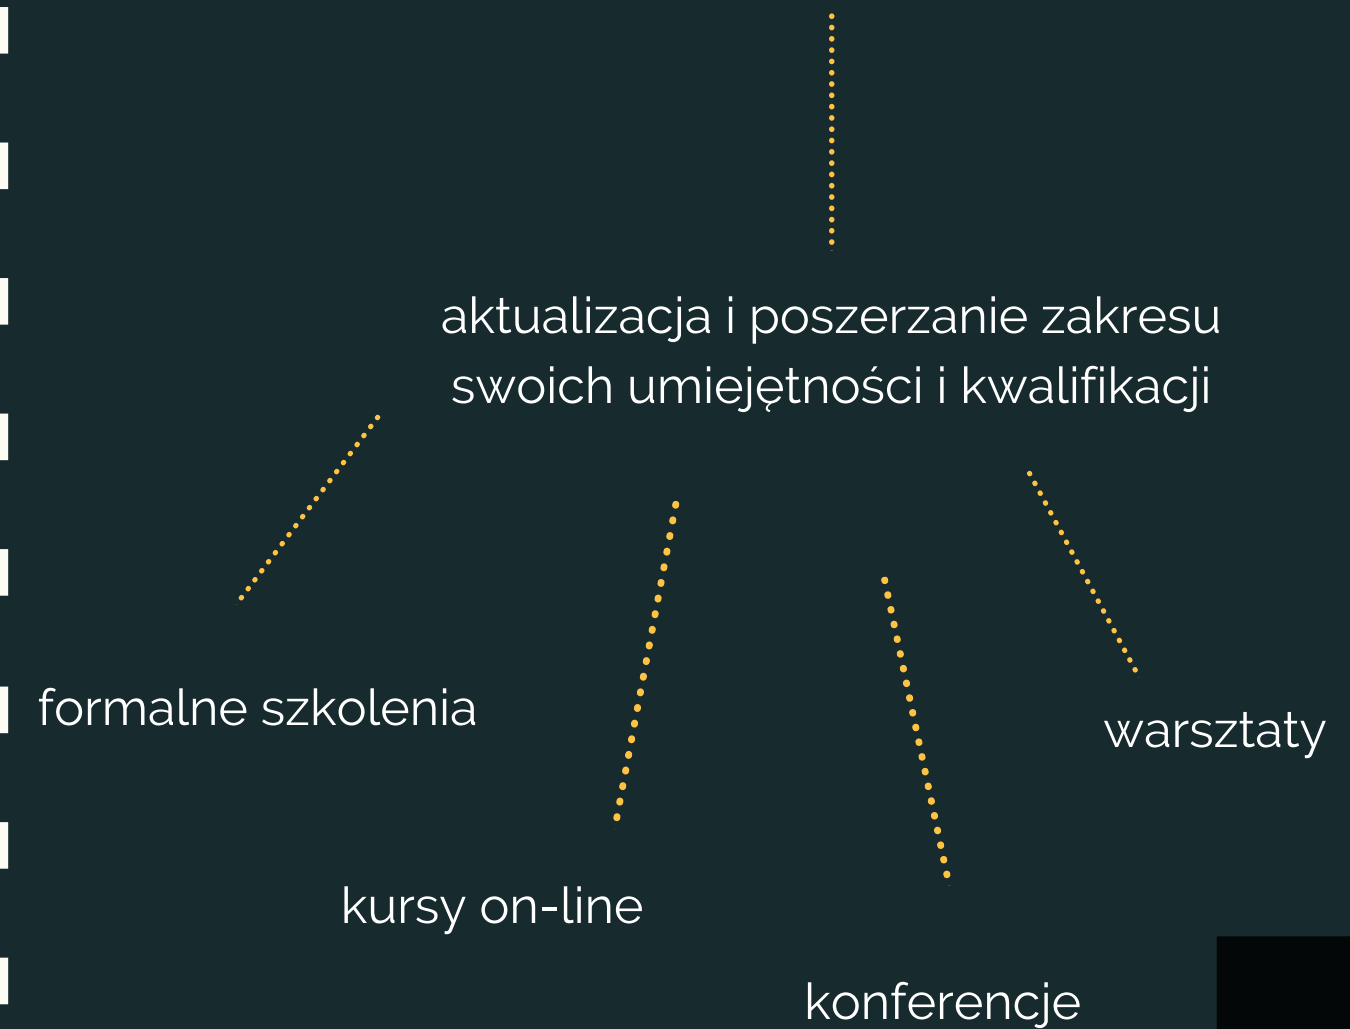 aktualizacja i poszerzanie zakresu
swoich umiejętności i kwalifikacji
formalne szkolenia
warsztaty
kursy on-line
konferencje